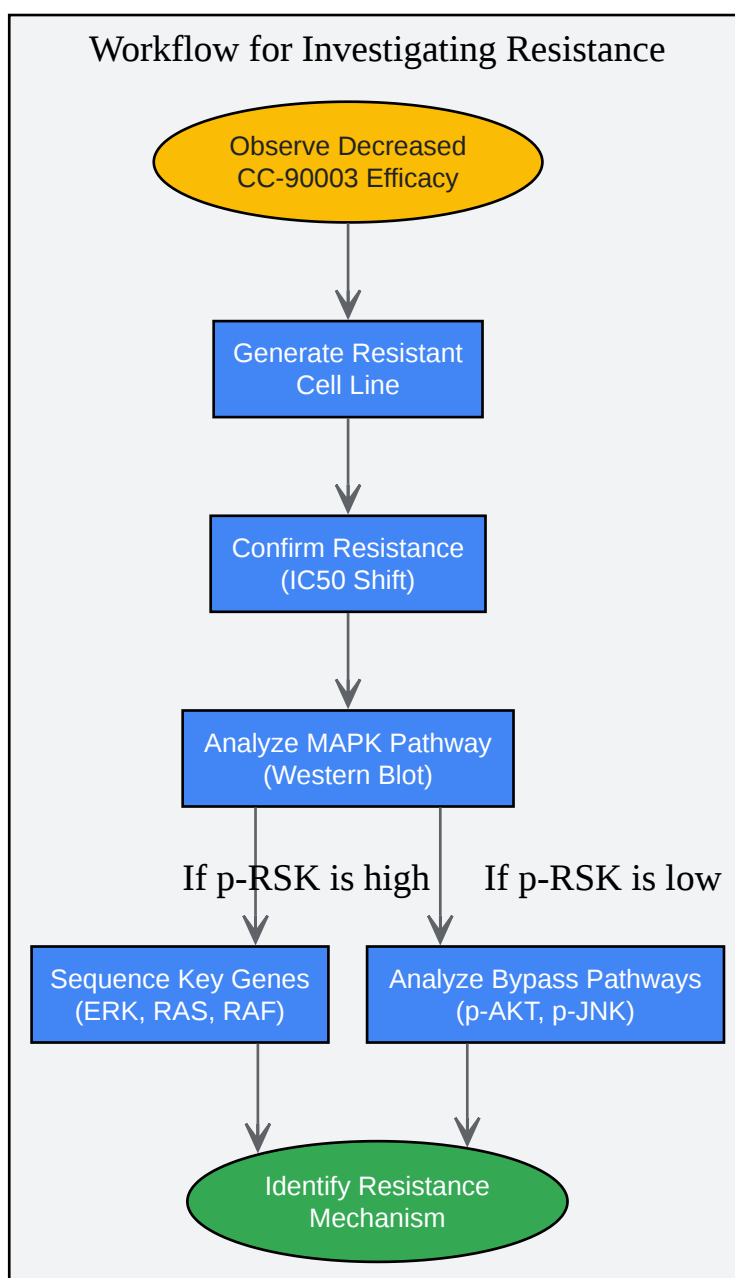 Workflow for Investigating Resistance
Observe Decreased
CC-90003 Efficacy
Generate Resistant
Cell Line
Confirm Resistance
(IC50 Shift)
Analyze MAPK Pathway
(Western Blot)
If p-RSK is high
If p-RSK is low
Sequence Key Genes
(ERK, RAS, RAF)
Analyze Bypass Pathways
(p-AKT, p-JNK)
Identify Resistance
Mechanism